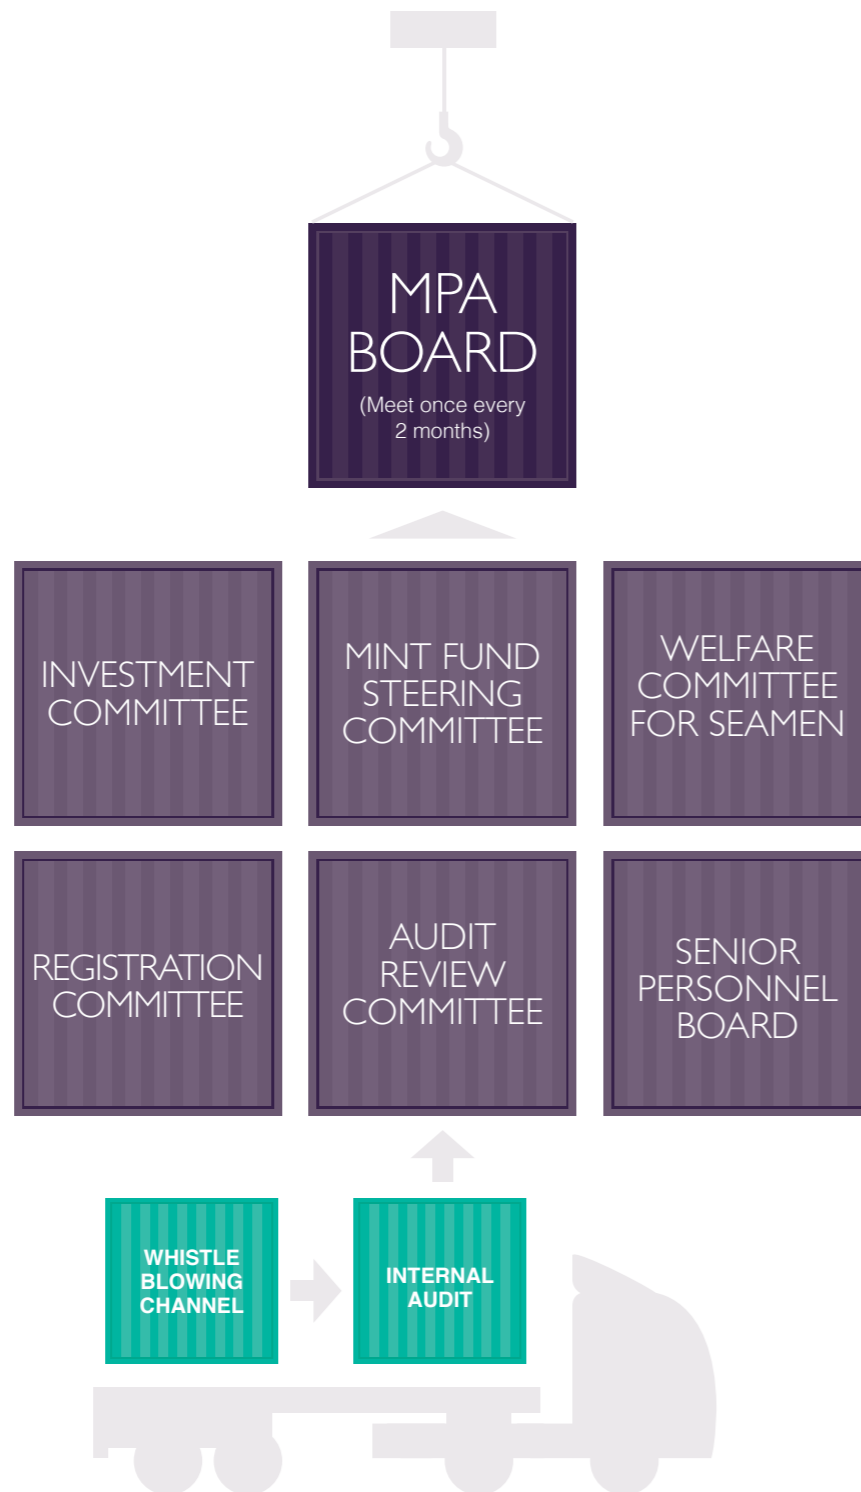 MPA
BOARD
(Meet once every
2 months)
INVESTMENT
COMMITTEE
MINT FUND
STEERING
COMMITTEE
WELFARE
COMMITTEE
FOR SEAMEN
REGISTRATION
COMMITTEE
AUDIT
REVIEW
COMMITTEE
SENIOR
PERSONNEL
BOARD
WHISTLE
BLOWING
CHANNEL
INTERNAL
AUDIT